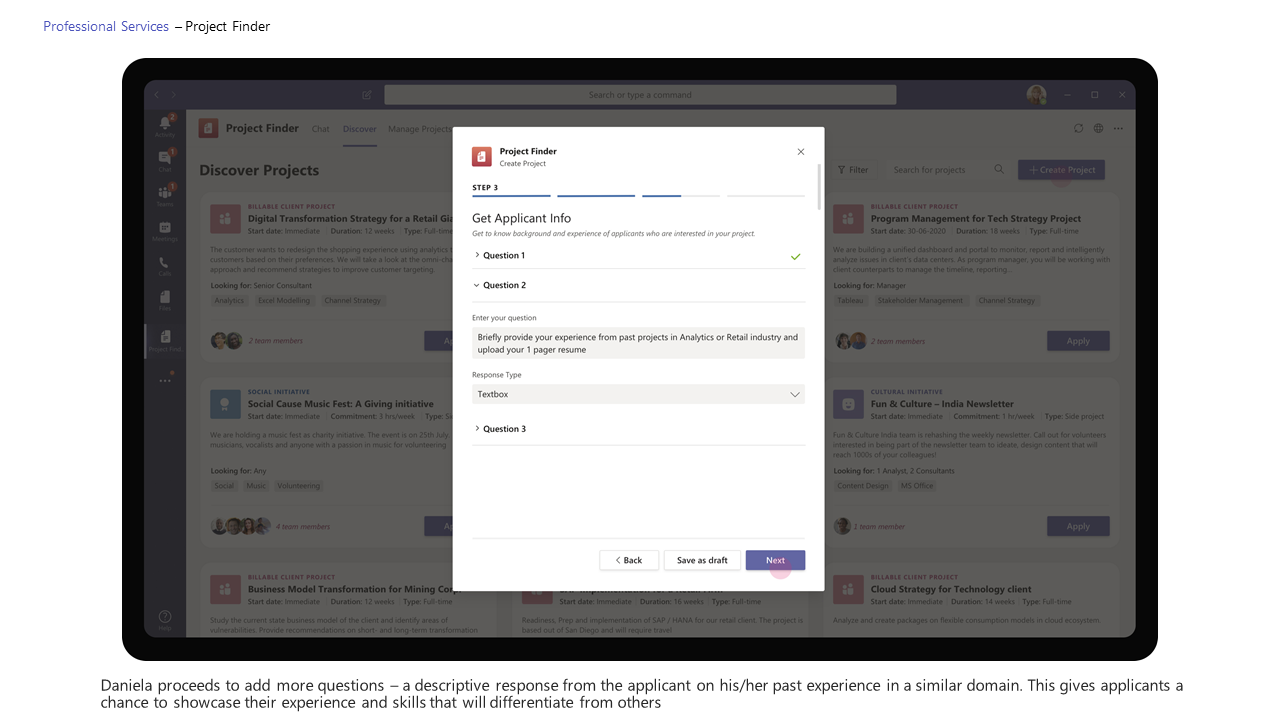 Professional Services – Project Finder
Search or type a command
Activity
Chat
Teams
Meetings
Calls
Files
Project Find
Help
Project Finder Chat Discover Manage Projects
Discover Projects
Filter
Search for projects
+ Create Project
BILLABLE CLIENT PROJECT
Digital Transformation Strategy for a Retail Gia
Start date: Immediate Duration: 12 weeks Type: Full-time
The customer wants to redesign the shopping experience using analytics t
customers based on their preferences. We will take a look at the omni-cha
approach and recommend strategies to improve customer targeting.
Looking for: Senior Consultant
Analytics Excel Modelling Channel Strategy
2 team members
Ap
BILLABLE CLIENT PROJECT
Program Management for Tech Strategy Project
Start date: 30-06-2020 Duration: 18 weeks Type: Full-time
We are building a unified dashboard and portal to monitor, report and intelligently
analyze issues in client's data centers. As program manager, you will be working with
client counterparts to manage the timeline, reporting...
Looking for: Manager
Tableau Stakeholder Management Channel Strategy
2 team members
Apply
SOCIAL INITIATIVE
Social Cause Music Fest: A Giving initiative
Start date: Immediate Commitment: 3 hrs/week Type: Si
We are holding a music fest as charity initiative. The event is on 25th July.
musicians, vocalists and anyone with a passion in music for volunteering
Looking for: Any
Social Music Volunteering
4 team members
Ap
CULTURAL INITIATIVE
Fun & Culture – India Newsletter
Start date: Immediate Commitment: 1 hr/week Type: Side project
Fun & Culture India team is rehashing the weekly newsletter. Call out for volunteers
interested in being part of the newsletter team to ideate, design content that will
reach 1000s of your colleagues!
Looking for: 1 Analyst, 2 Consultants
Content Design MS Office
1 team member
Apply
BILLABLE CLIENT PROJECT
Business Model Transformation for Mining Corp
Start date: Immediate Duration: 12 weeks Type: Full-time
Study the current state business model of the client and identify areas of
vulnerabilities. Provide recommendations on short- and long-term transformation
Start date: Immediate Duration: 16 weeks Type: Full-time
Readiness, Prep and implementation of SAP / HANA for our retail client. The project is
based out of San Diego and will require travel
BILLABLE CLIENT PROJECT
Cloud Strategy for Technology client
Start date: Immediate Duration: 14 weeks Type: Full-time
Analyze and create packages on flexible consumption models in cloud ecosystem.
Project Finder
Create Project
STEP 3
Get Applicant Info
Get to know background and experience of applicants who are interested in your project.
Question 1
Question 2
Enter your question
Briefly provide your experience from past projects in Analytics or Retail industry and
upload your 1 pager resume
Response Type
Textbox
Question 3
Back
Save as draft
Next
Daniela proceeds to add more questions – a descriptive response from the applicant on his/her past experience in a similar domain. This gives applicants a
chance to showcase their experience and skills that will differentiate from others